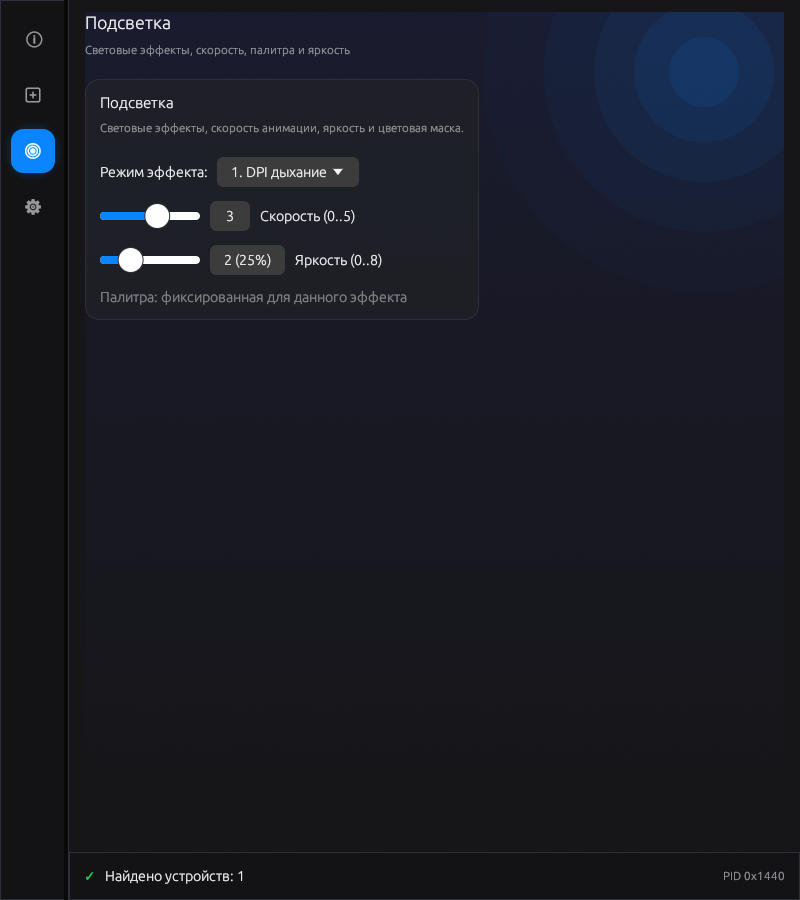 Подсветка
Световые эффекты, скорость, палитра и яркость
Подсветка
Световые эффекты, скорость анимации, яркость и цветовая маска.
Режим эффекта: 1. DPI дыхание
3 Скорость (0..5)
2 (25%) Яркость (0..8)
Палитра: фиксированная для данного эффекта
✓ Найдено устройств: 1 PID 0x1440